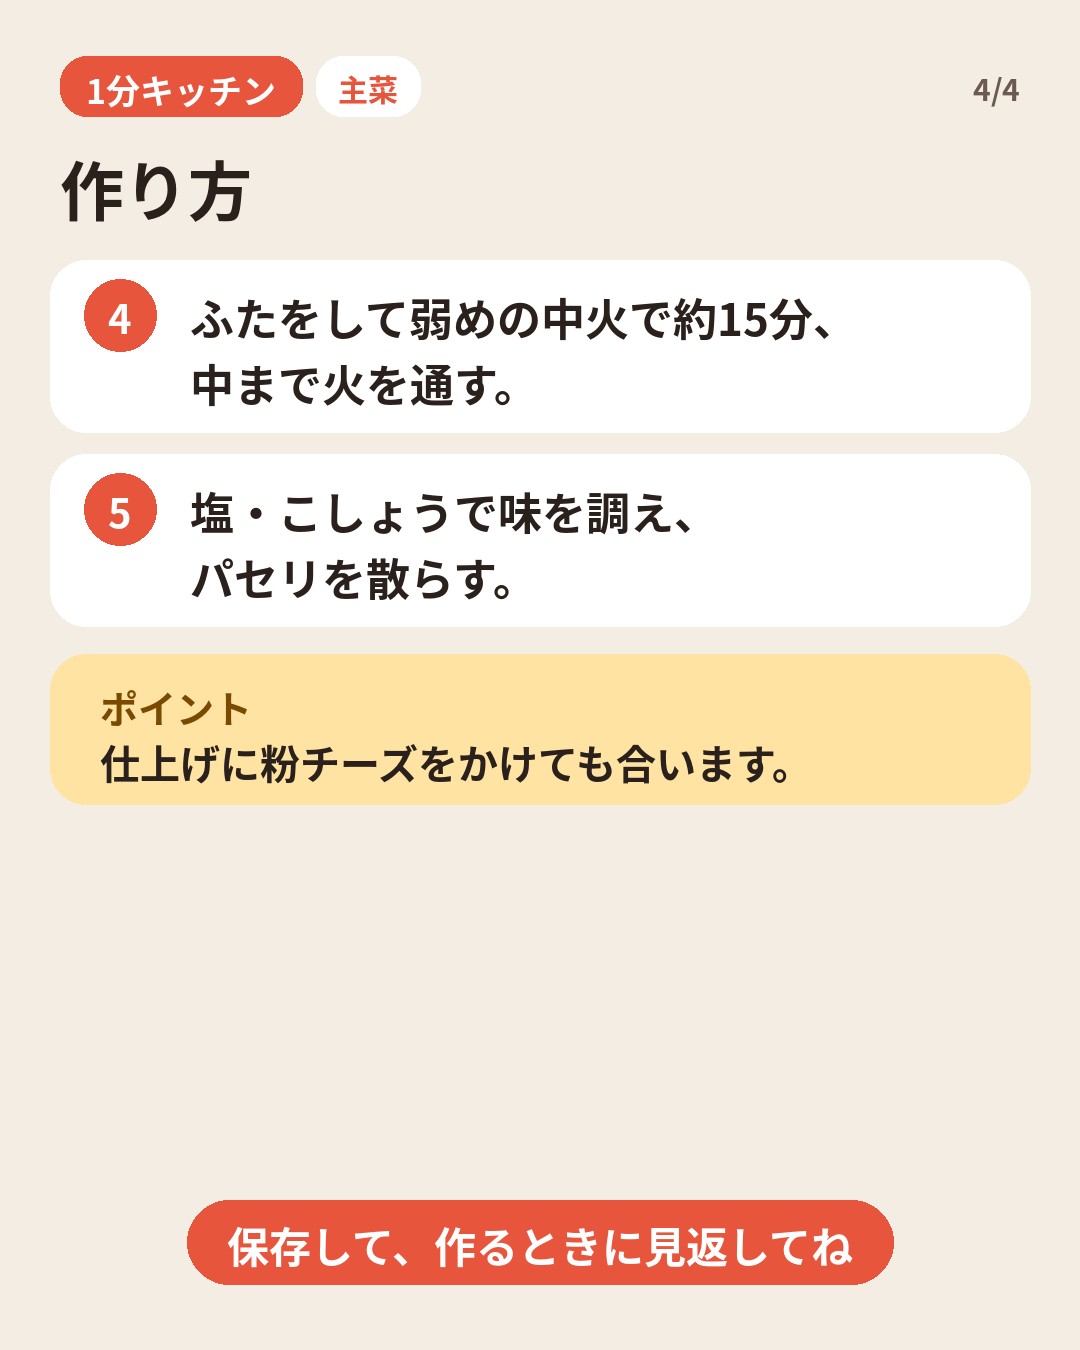 1分キッチン 主菜 4/4
作り方
4 ふたをして弱めの中火で約15分、
中まで火を通す。
5 塩・こしょうで味を調え、
パセリを散らす。
ポイント
仕上げに粉チーズをかけても合います。
保存して、作るときに見返してね